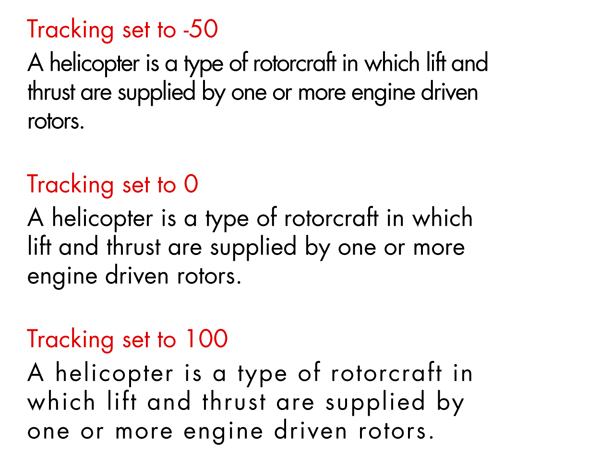 Tracking set to -50
A helicopter is a type of rotorcraft in which lift and
thrust are supplied by one or more engine driven
rotors.
Tracking set to 0
A helicopter is a type of rotorcraft in which
lift and thrust are supplied by one or more
engine driven rotors.
Tracking set to 100
A helicopter is a type of rotorcraft in
which lift and thrust are supplied by
one or more engine driven rotors.